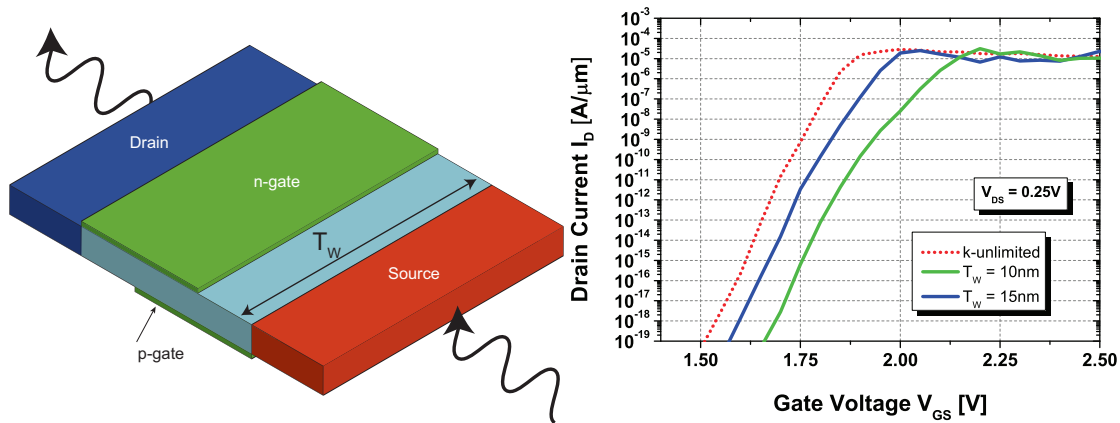 Drain
n-gate
T_W
Source
p-gate
Drain Current I_D [A/μm]
10^-3
10^-4
10^-5
10^-6
10^-7
10^-8
10^-9
10^-10
10^-11
10^-12
10^-13
10^-14
10^-15
10^-16
10^-17
10^-18
10^-19
V_DS = 0.25V
k-unlimited
T_W = 10nm
T_W = 15nm
1.50 1.75 2.00 2.25 2.50
Gate Voltage V_GS [V]